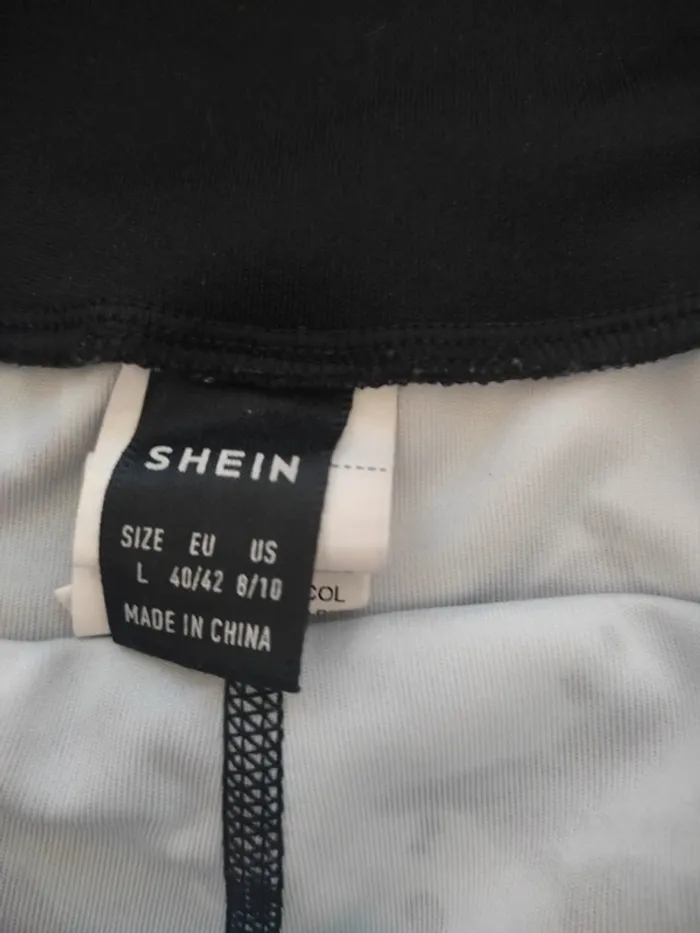 SHEIN
SIZE EU US
L 40/42 8/10
MADE IN CHINA
COL